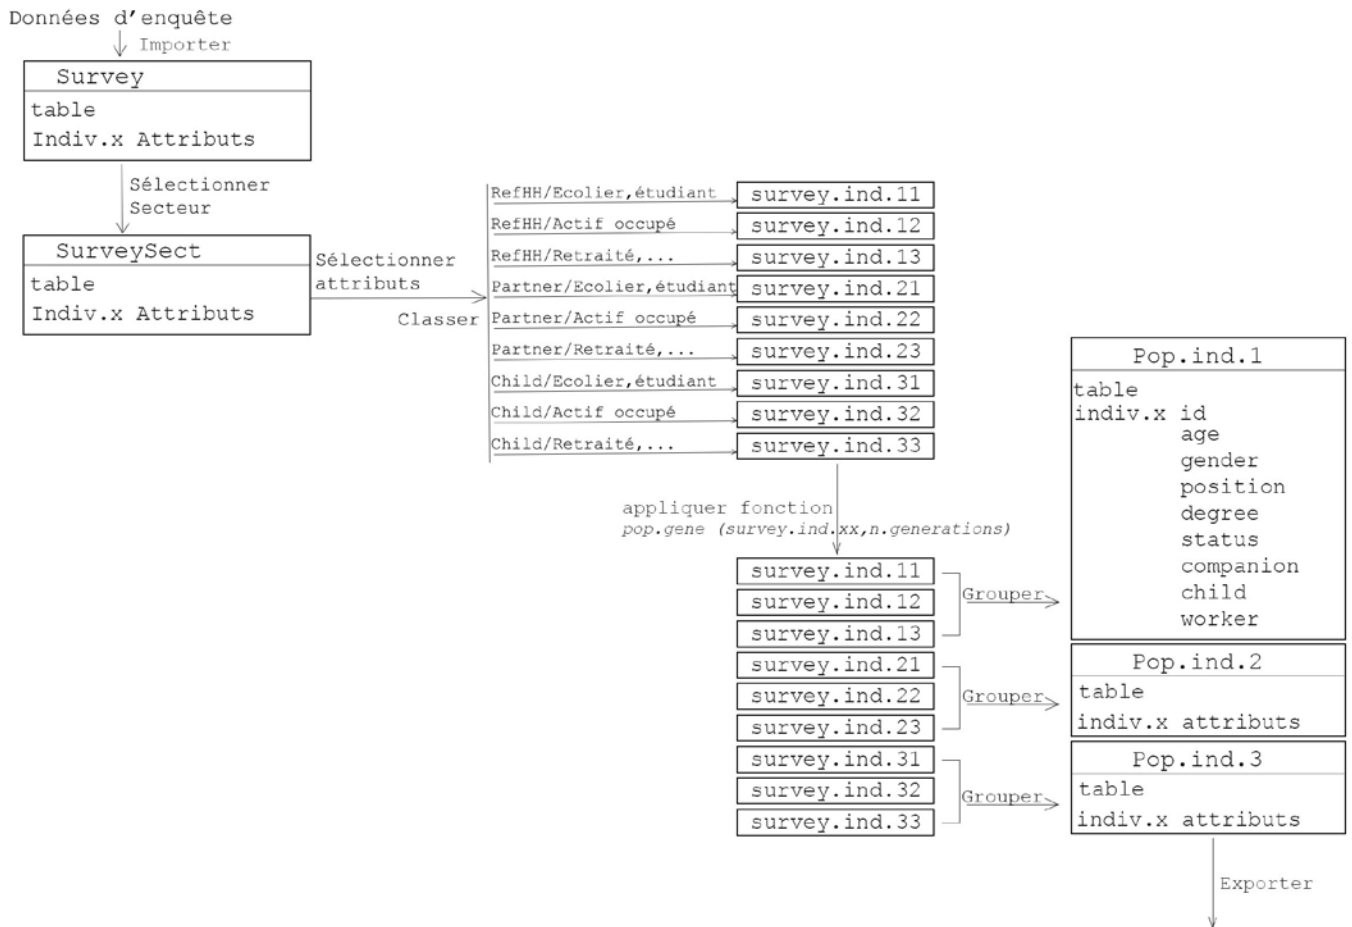 Données d'enquête
Importer
Survey
table
Indiv.x Attributs
Sélectionner
Secteur
SurveySect
table
Indiv.x Attributs
Sélectionner
attributs
Classer
RefHH/Ecolier,étudiant
survey.ind.11
RefHH/Actif occupé
survey.ind.12
RefHH/Retraité,...
survey.ind.13
Partner/Ecolier,étudiant
survey.ind.21
Partner/Actif occupé
survey.ind.22
Partner/Retraité,...
survey.ind.23
Child/Ecolier,étudiant
survey.ind.31
Child/Actif occupé
survey.ind.32
Child/Retraité,...
survey.ind.33
appliquer fonction
pop.gene (survey.ind.xx,n.generations)
survey.ind.11
survey.ind.12
survey.ind.13
survey.ind.21
survey.ind.22
survey.ind.23
survey.ind.31
survey.ind.32
survey.ind.33
Grouper
Grouper
Grouper
Pop.ind.1
table
indiv.x id
age
gender
position
degree
status
companion
child
worker
Pop.ind.2
table
indiv.x attributs
Pop.ind.3
table
indiv.x attributs
Exporter